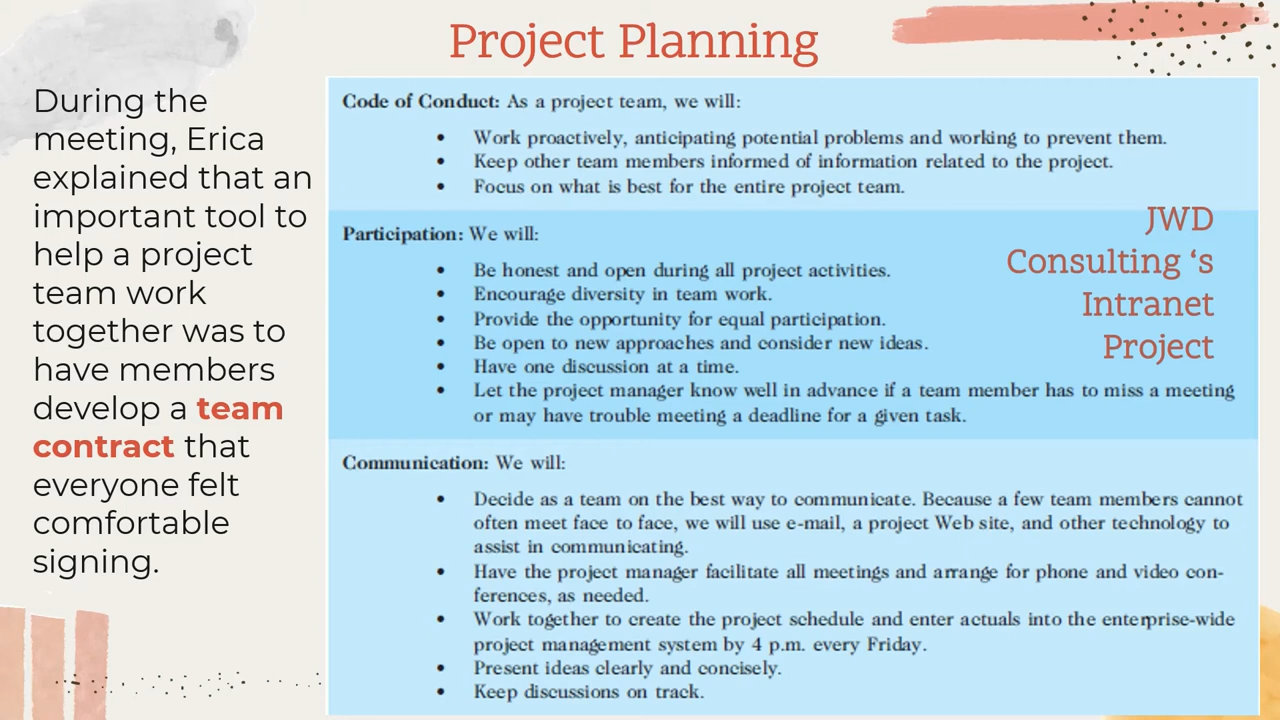 Project Planning
During the
meeting, Erica
explained that an
important tool to
help a project
team work
together was to
have members
develop a team
contract that
everyone felt
comfortable
signing.
Code of Conduct: As a project team, we will:
• Work proactively, anticipating potential problems and working to prevent them.
• Keep other team members informed of information related to the project.
• Focus on what is best for the entire project team.
Participation: We will:
• Be honest and open during all project activities.
• Encourage diversity in team work.
• Provide the opportunity for equal participation.
• Be open to new approaches and consider new ideas.
• Have one discussion at a time.
• Let the project manager know well in advance if a team member has to miss a meeting
or may have trouble meeting a deadline for a given task.
JWD
Consulting ‘s
Intranet
Project
Communication: We will:
• Decide as a team on the best way to communicate. Because a few team members cannot
often meet face to face, we will use e-mail, a project Web site, and other technology to
assist in communicating.
• Have the project manager facilitate all meetings and arrange for phone and video con-
ferences, as needed.
• Work together to create the project schedule and enter actuals into the enterprise-wide
project management system by 4 p.m. every Friday.
• Present ideas clearly and concisely.
• Keep discussions on track.